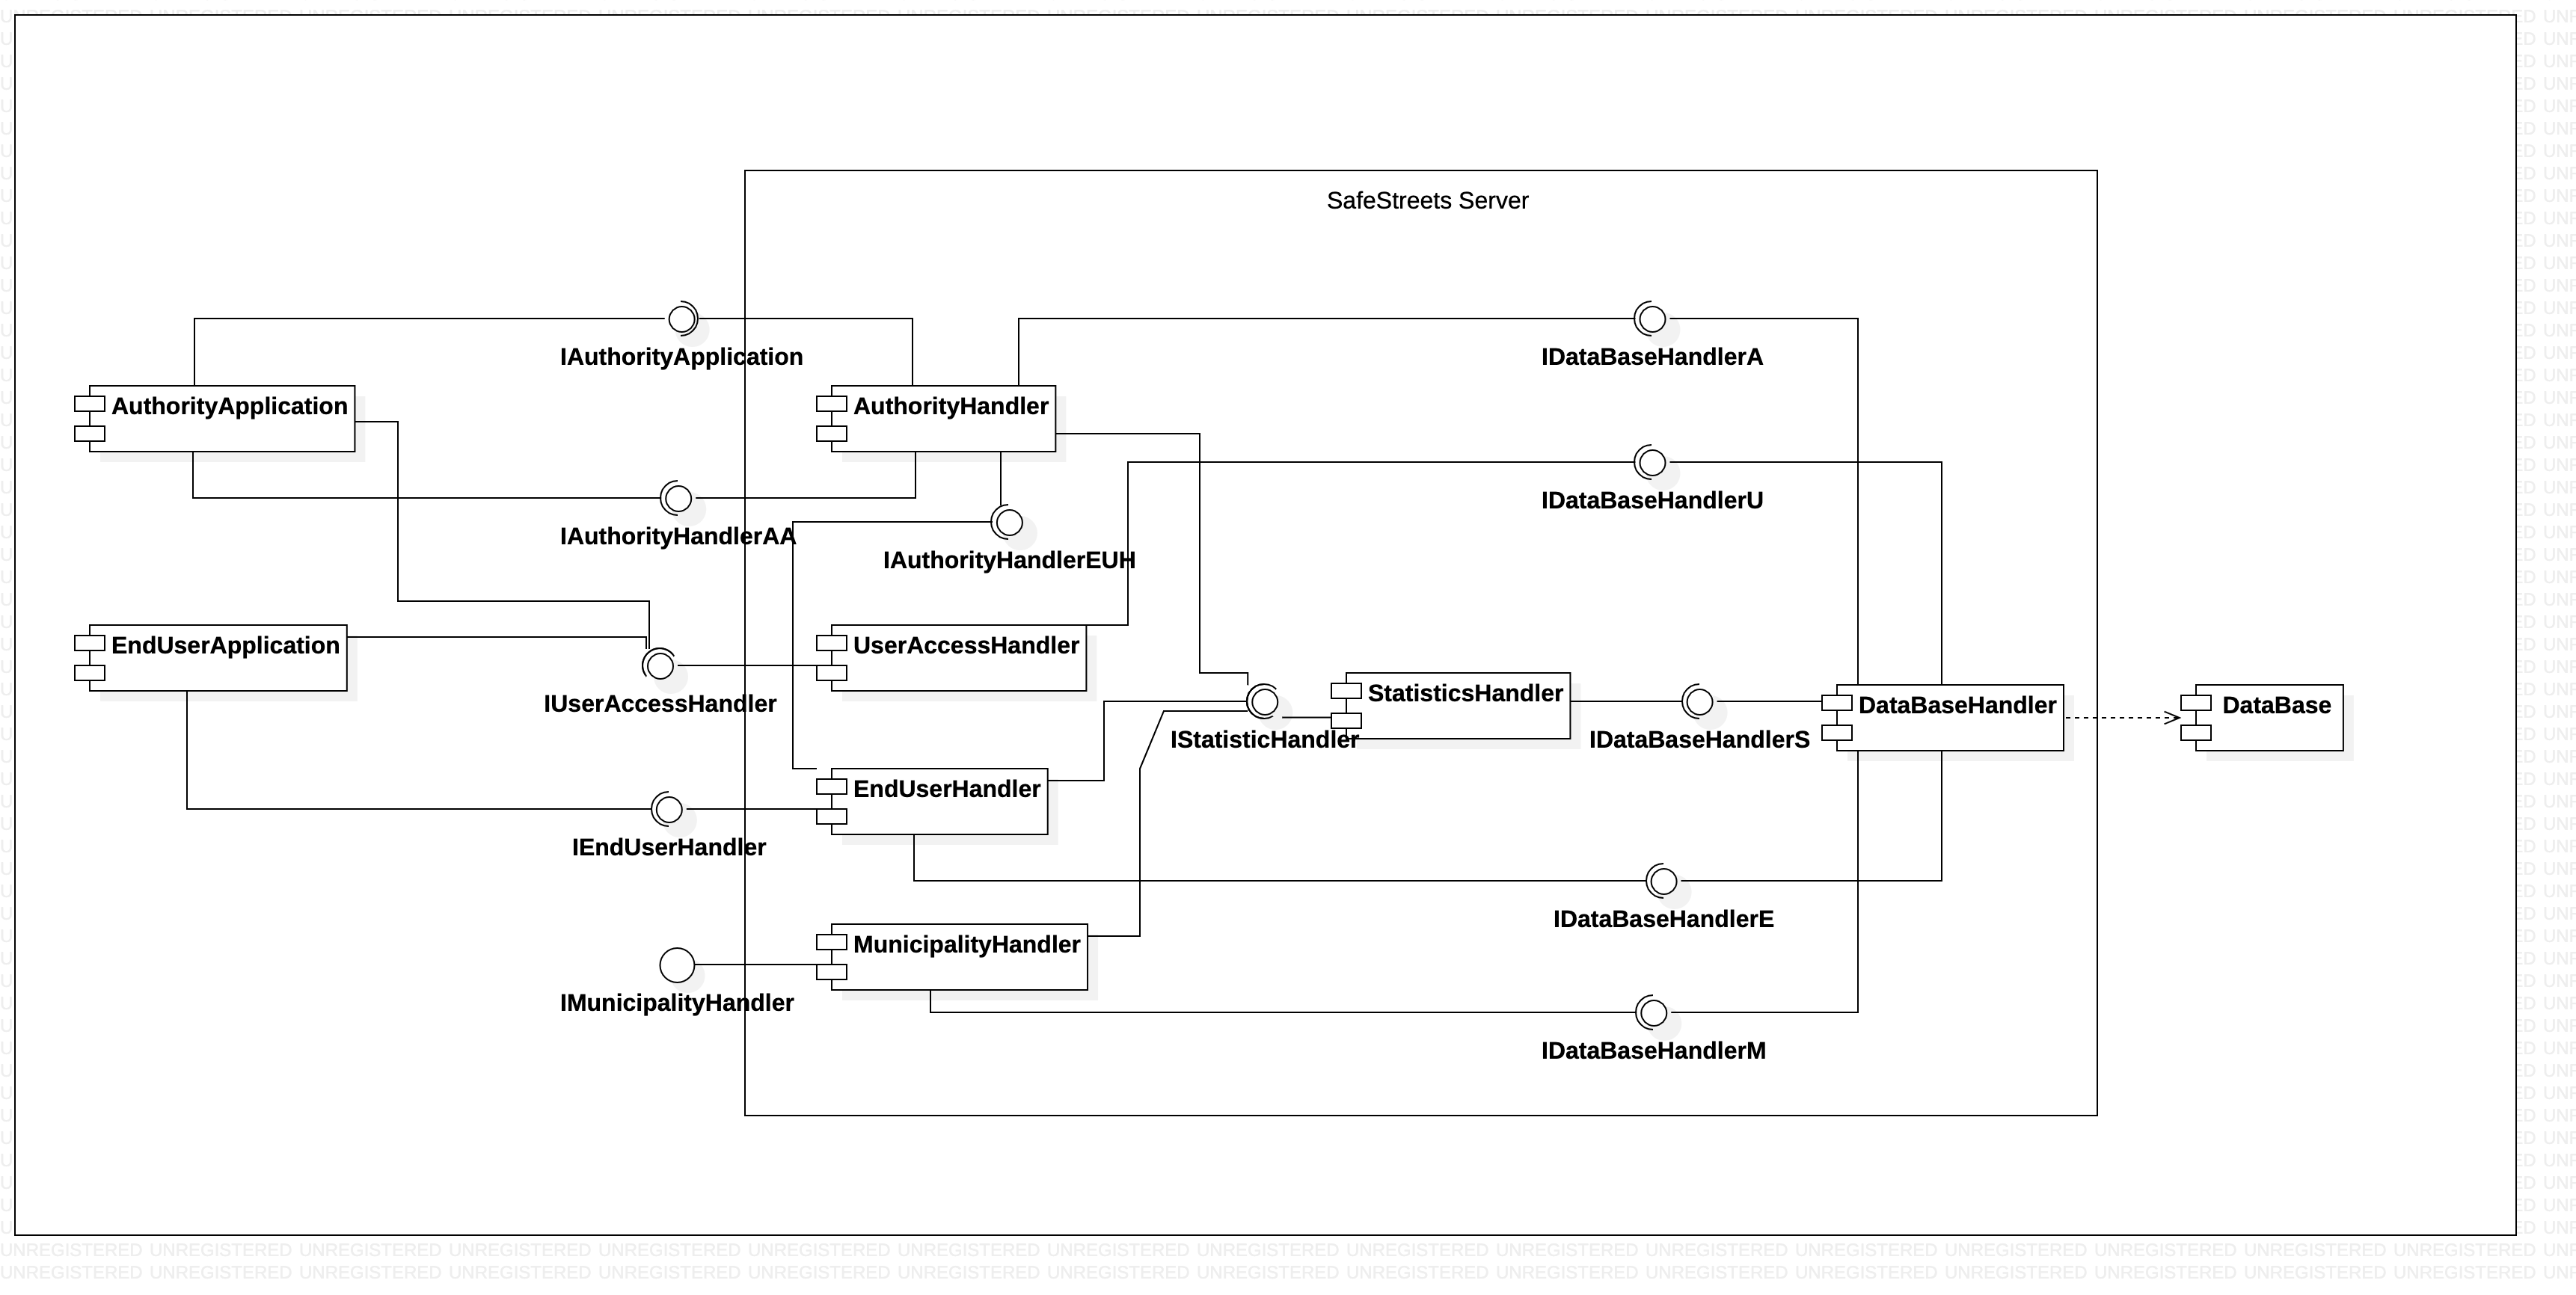 SafeStreets Server
IAuthorityApplication
IDataBaseHandlerA
AuthorityApplication
AuthorityHandler
IDataBaseHandlerU
IAuthorityHandlerAA
IAuthorityHandlerEUH
EndUserApplication
UserAccessHandler
IUserAccessHandler
StatisticsHandler
DataBaseHandler
DataBase
IStatisticHandler
IDataBaseHandlerS
EndUserHandler
IEndUserHandler
IDataBaseHandlerE
MunicipalityHandler
IMunicipalityHandler
IDataBaseHandlerM
UNREGISTERED UNREGISTERED UNREGISTERED UNREGISTERED UNREGISTERED UNREGISTERED UNREGISTERED UNREGISTERED UNREGISTERED UNREGISTERED UNREGISTERED UNREGISTERED UNREGISTERED UNREGISTERED UNREGISTERED UNREGISTERED UNREGISTERED
UNREGISTERED UNREGISTERED UNREGISTERED UNREGISTERED UNREGISTERED UNREGISTERED UNREGISTERED UNREGISTERED UNREGISTERED UNREGISTERED UNREGISTERED UNREGISTERED UNREGISTERED UNREGISTERED UNREGISTERED UNREGISTERED UNREGISTERED